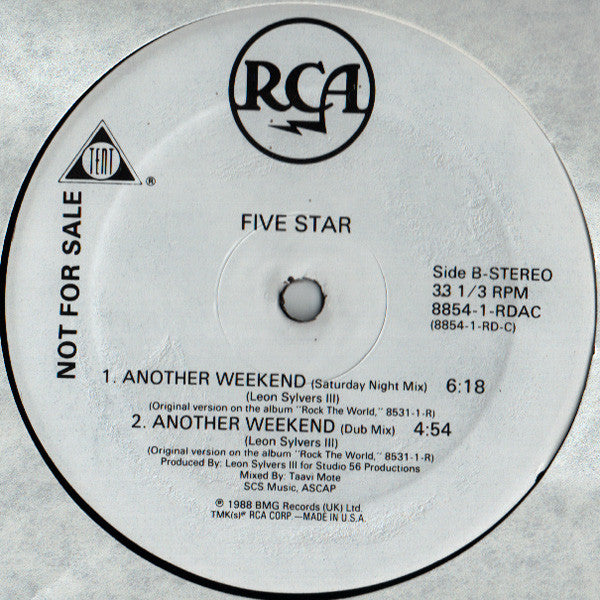 RCA
TENT
®
NOT FOR SALE
FIVE STAR
Side B-STEREO
33 1/3 RPM
8854-1-RDAC
(8854-1-RD-C)
1. ANOTHER WEEKEND (Saturday Night Mix) 6:18
(Leon Sylvers III)
(Original version on the album "Rock The World," 8531-1-R)
2. ANOTHER WEEKEND (Dub Mix) 4:54
(Leon Sylvers III)
(Original version on the album "Rock The World," 8531-1-R)
Produced By: Leon Sylvers III for Studio 56 Productions
Mixed By: Taavi Mote
SCS Music, ASCAP
℗ 1988 BMG Records (UK) Ltd.
TMK(s)® RCA CORP.—MADE IN U.S.A.